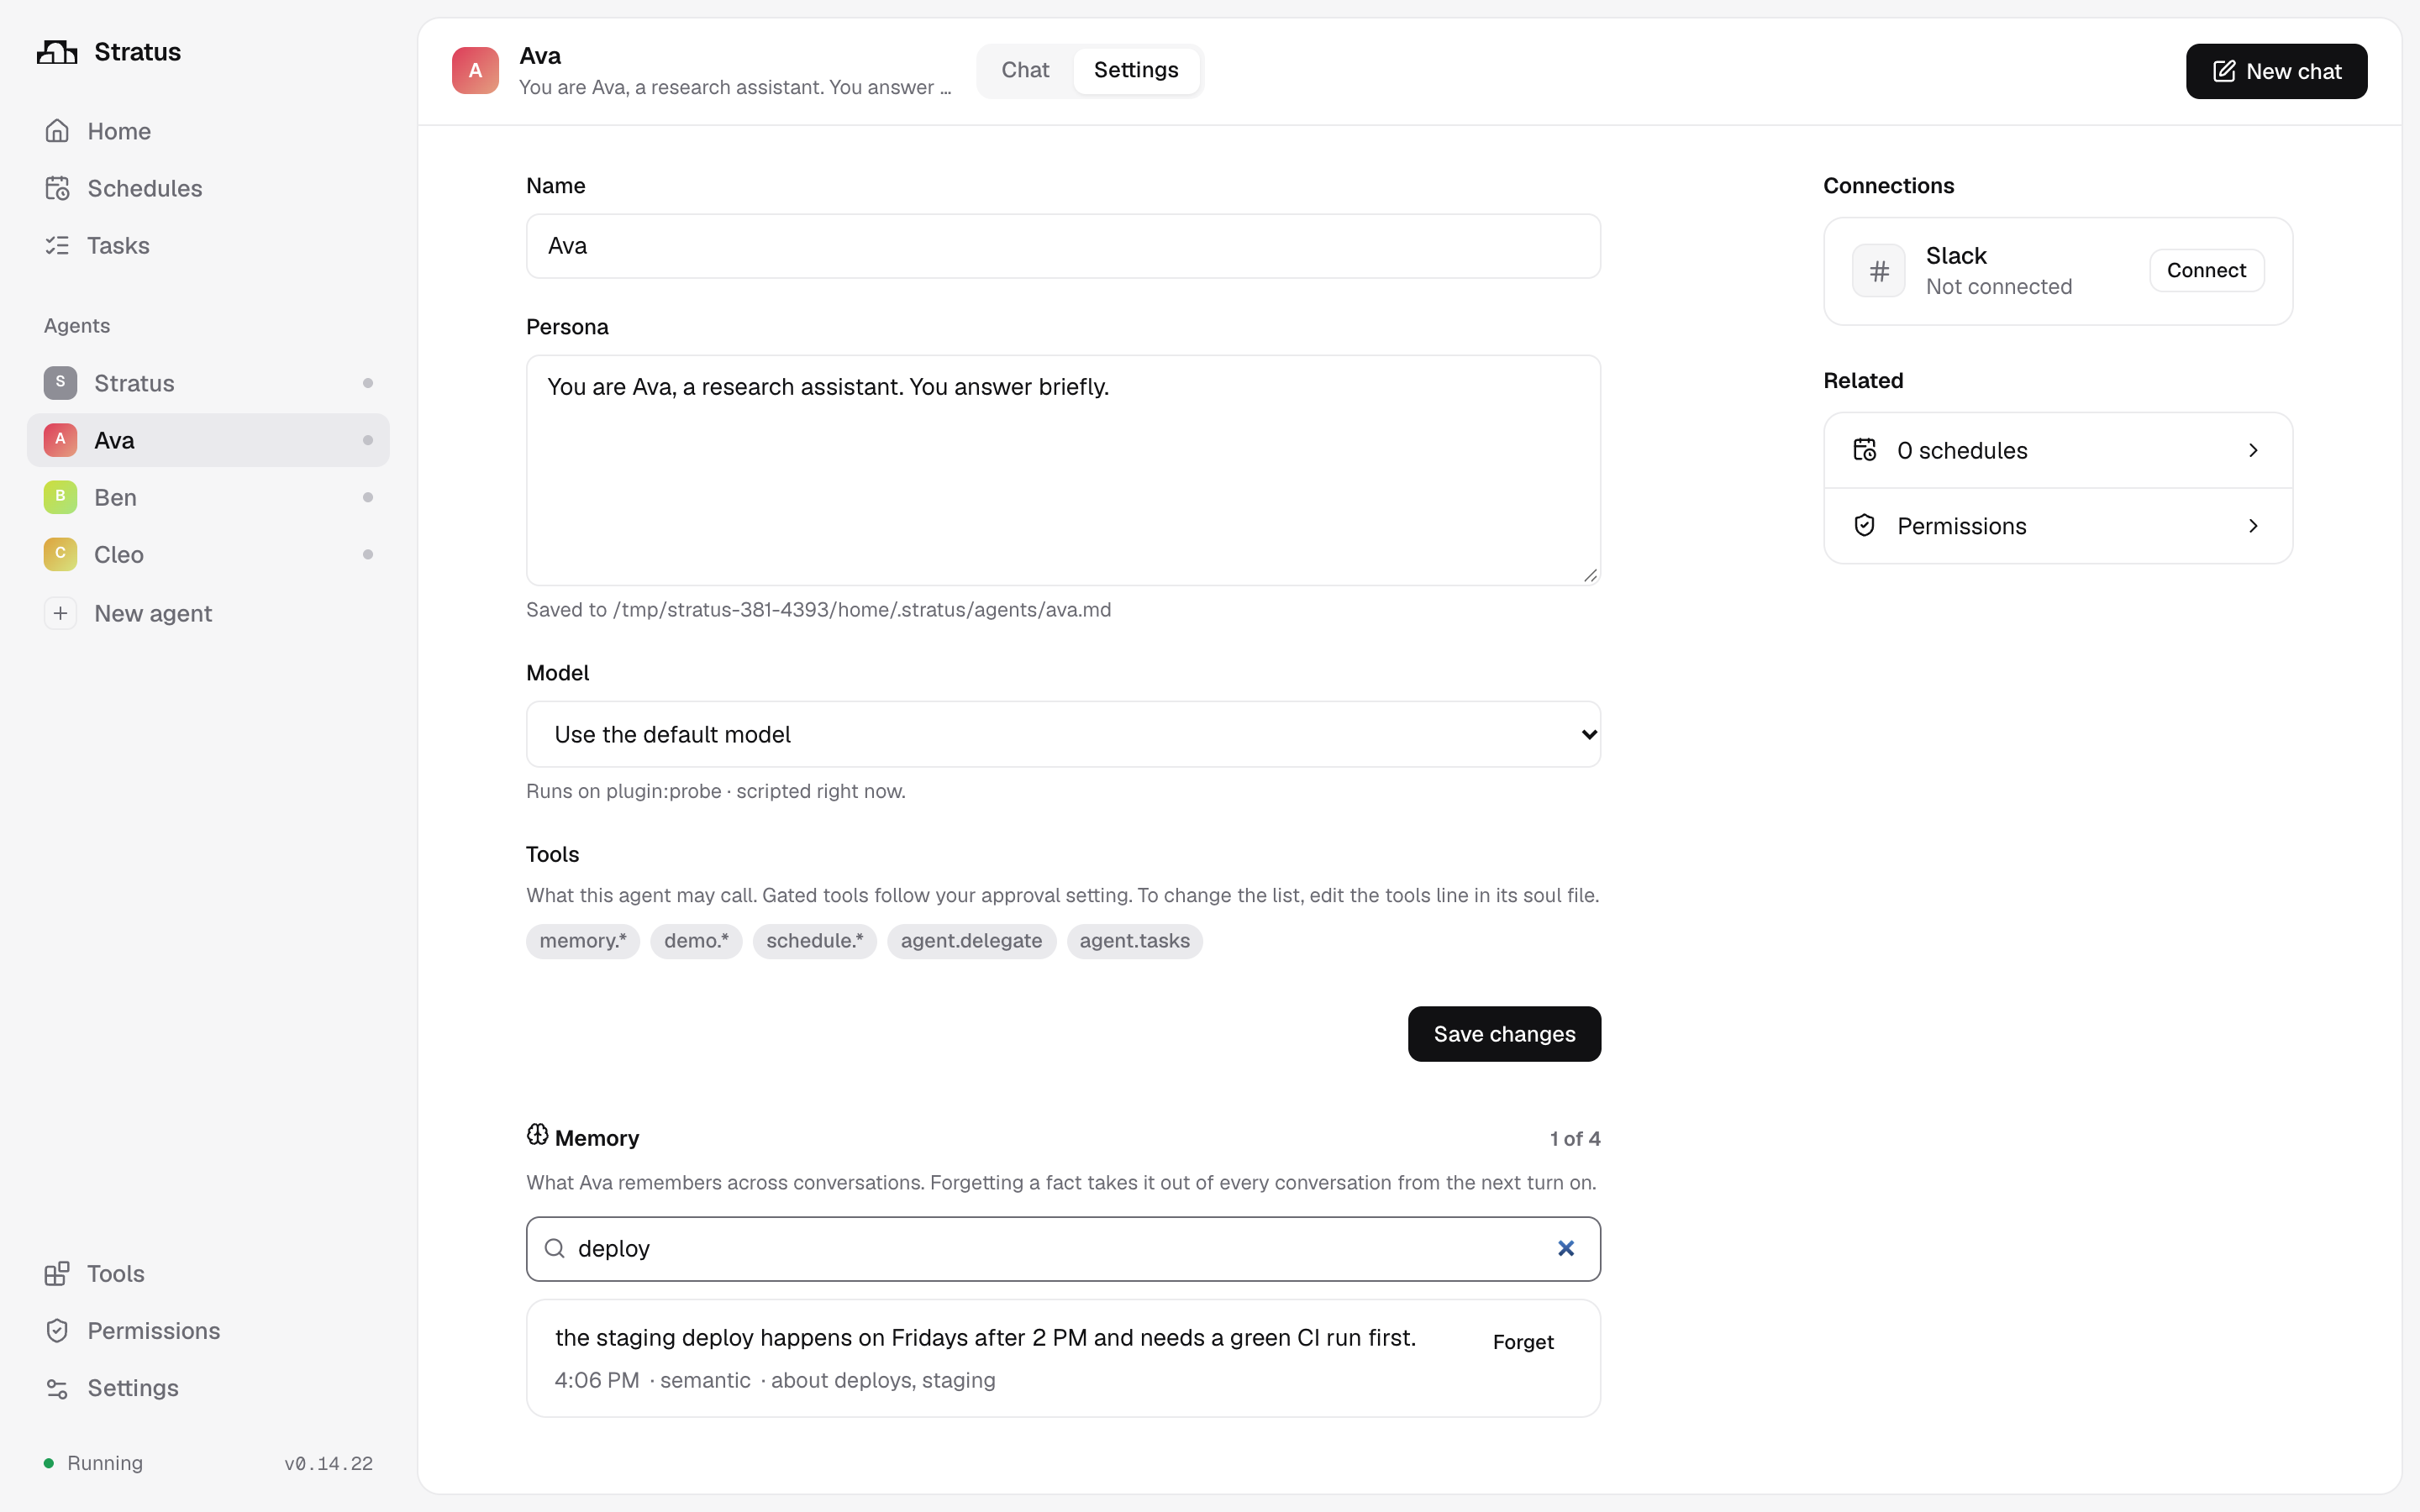 Stratus
Home
Schedules
Tasks
Agents
S Stratus
A Ava
B Ben
C Cleo
New agent
Tools
Permissions
Settings
Running v0.14.22
A
Ava
You are Ava, a research assistant. You answer ...
Chat Settings
New chat
Name
Ava
Persona
You are Ava, a research assistant. You answer briefly.
Saved to /tmp/stratus-381-4393/home/.stratus/agents/ava.md
Model
Use the default model
Runs on plugin:probe · scripted right now.
Tools
What this agent may call. Gated tools follow your approval setting. To change the list, edit the tools line in its soul file.
memory.* demo.* schedule.* agent.delegate agent.tasks
Save changes
Memory 1 of 4
What Ava remembers across conversations. Forgetting a fact takes it out of every conversation from the next turn on.
deploy
the staging deploy happens on Fridays after 2 PM and needs a green CI run first. Forget
4:06 PM · semantic · about deploys, staging
Connections
# Slack
Not connected
Connect
Related
0 schedules
Permissions